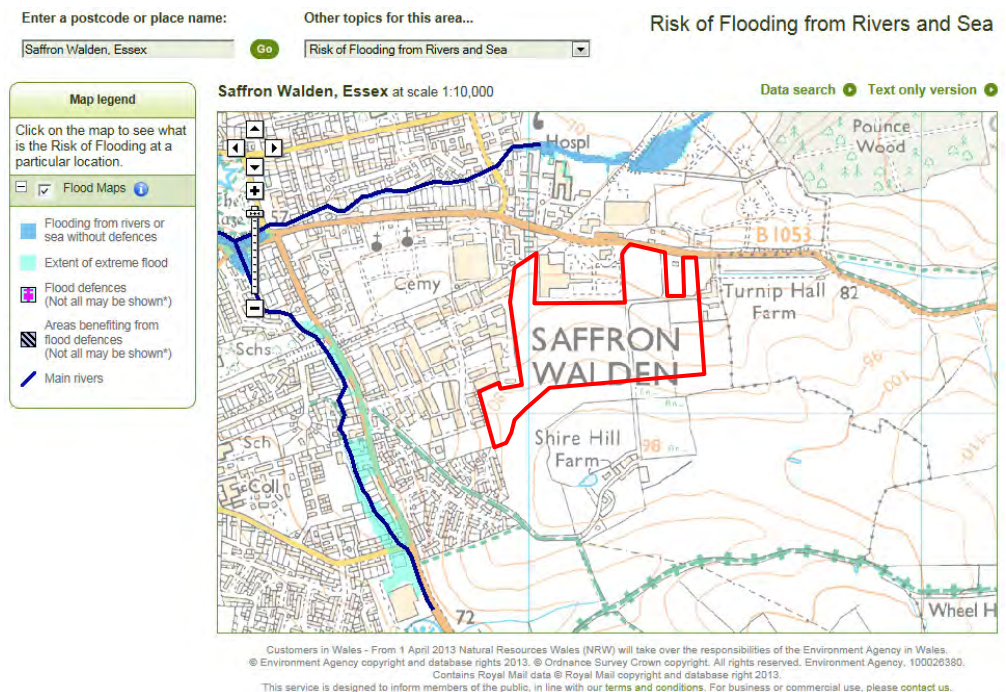 Enter a postcode or place name:
Other topics for this area...
Risk of Flooding from Rivers and Sea
Saffron Walden, Essex
Go
Risk of Flooding from Rivers and Sea
Map legend
Click on the map to see what
is the Risk of Flooding at a
particular location.
Flood Maps
Flooding from rivers or
sea without defences
Extent of extreme flood
Flood defences
(Not all may be shown*)
Areas benefiting from
flood defences
(Not all may be shown*)
Main rivers
Saffron Walden, Essex at scale 1:10,000
Data search
Text only version
Hospl
Pounce
Wood
57
B 1053
Cemy
Turnip Hall
Farm
82
SAFFRON
WALDEN
Schs
96
100
90
Shire Hill
Farm
98
110
Sch
Coll
72
Wheel H
Customers in Wales - From 1 April 2013 Natural Resources Wales (NRW) will take over the responsibilities of the Environment Agency in Wales.
© Environment Agency copyright and database rights 2013. © Ordnance Survey Crown copyright. All rights reserved. Environment Agency, 100026380.
Contains Royal Mail data © Royal Mail copyright and database right 2013.
This service is designed to inform members of the public, in line with our terms and conditions. For business or commercial use, please contact us.